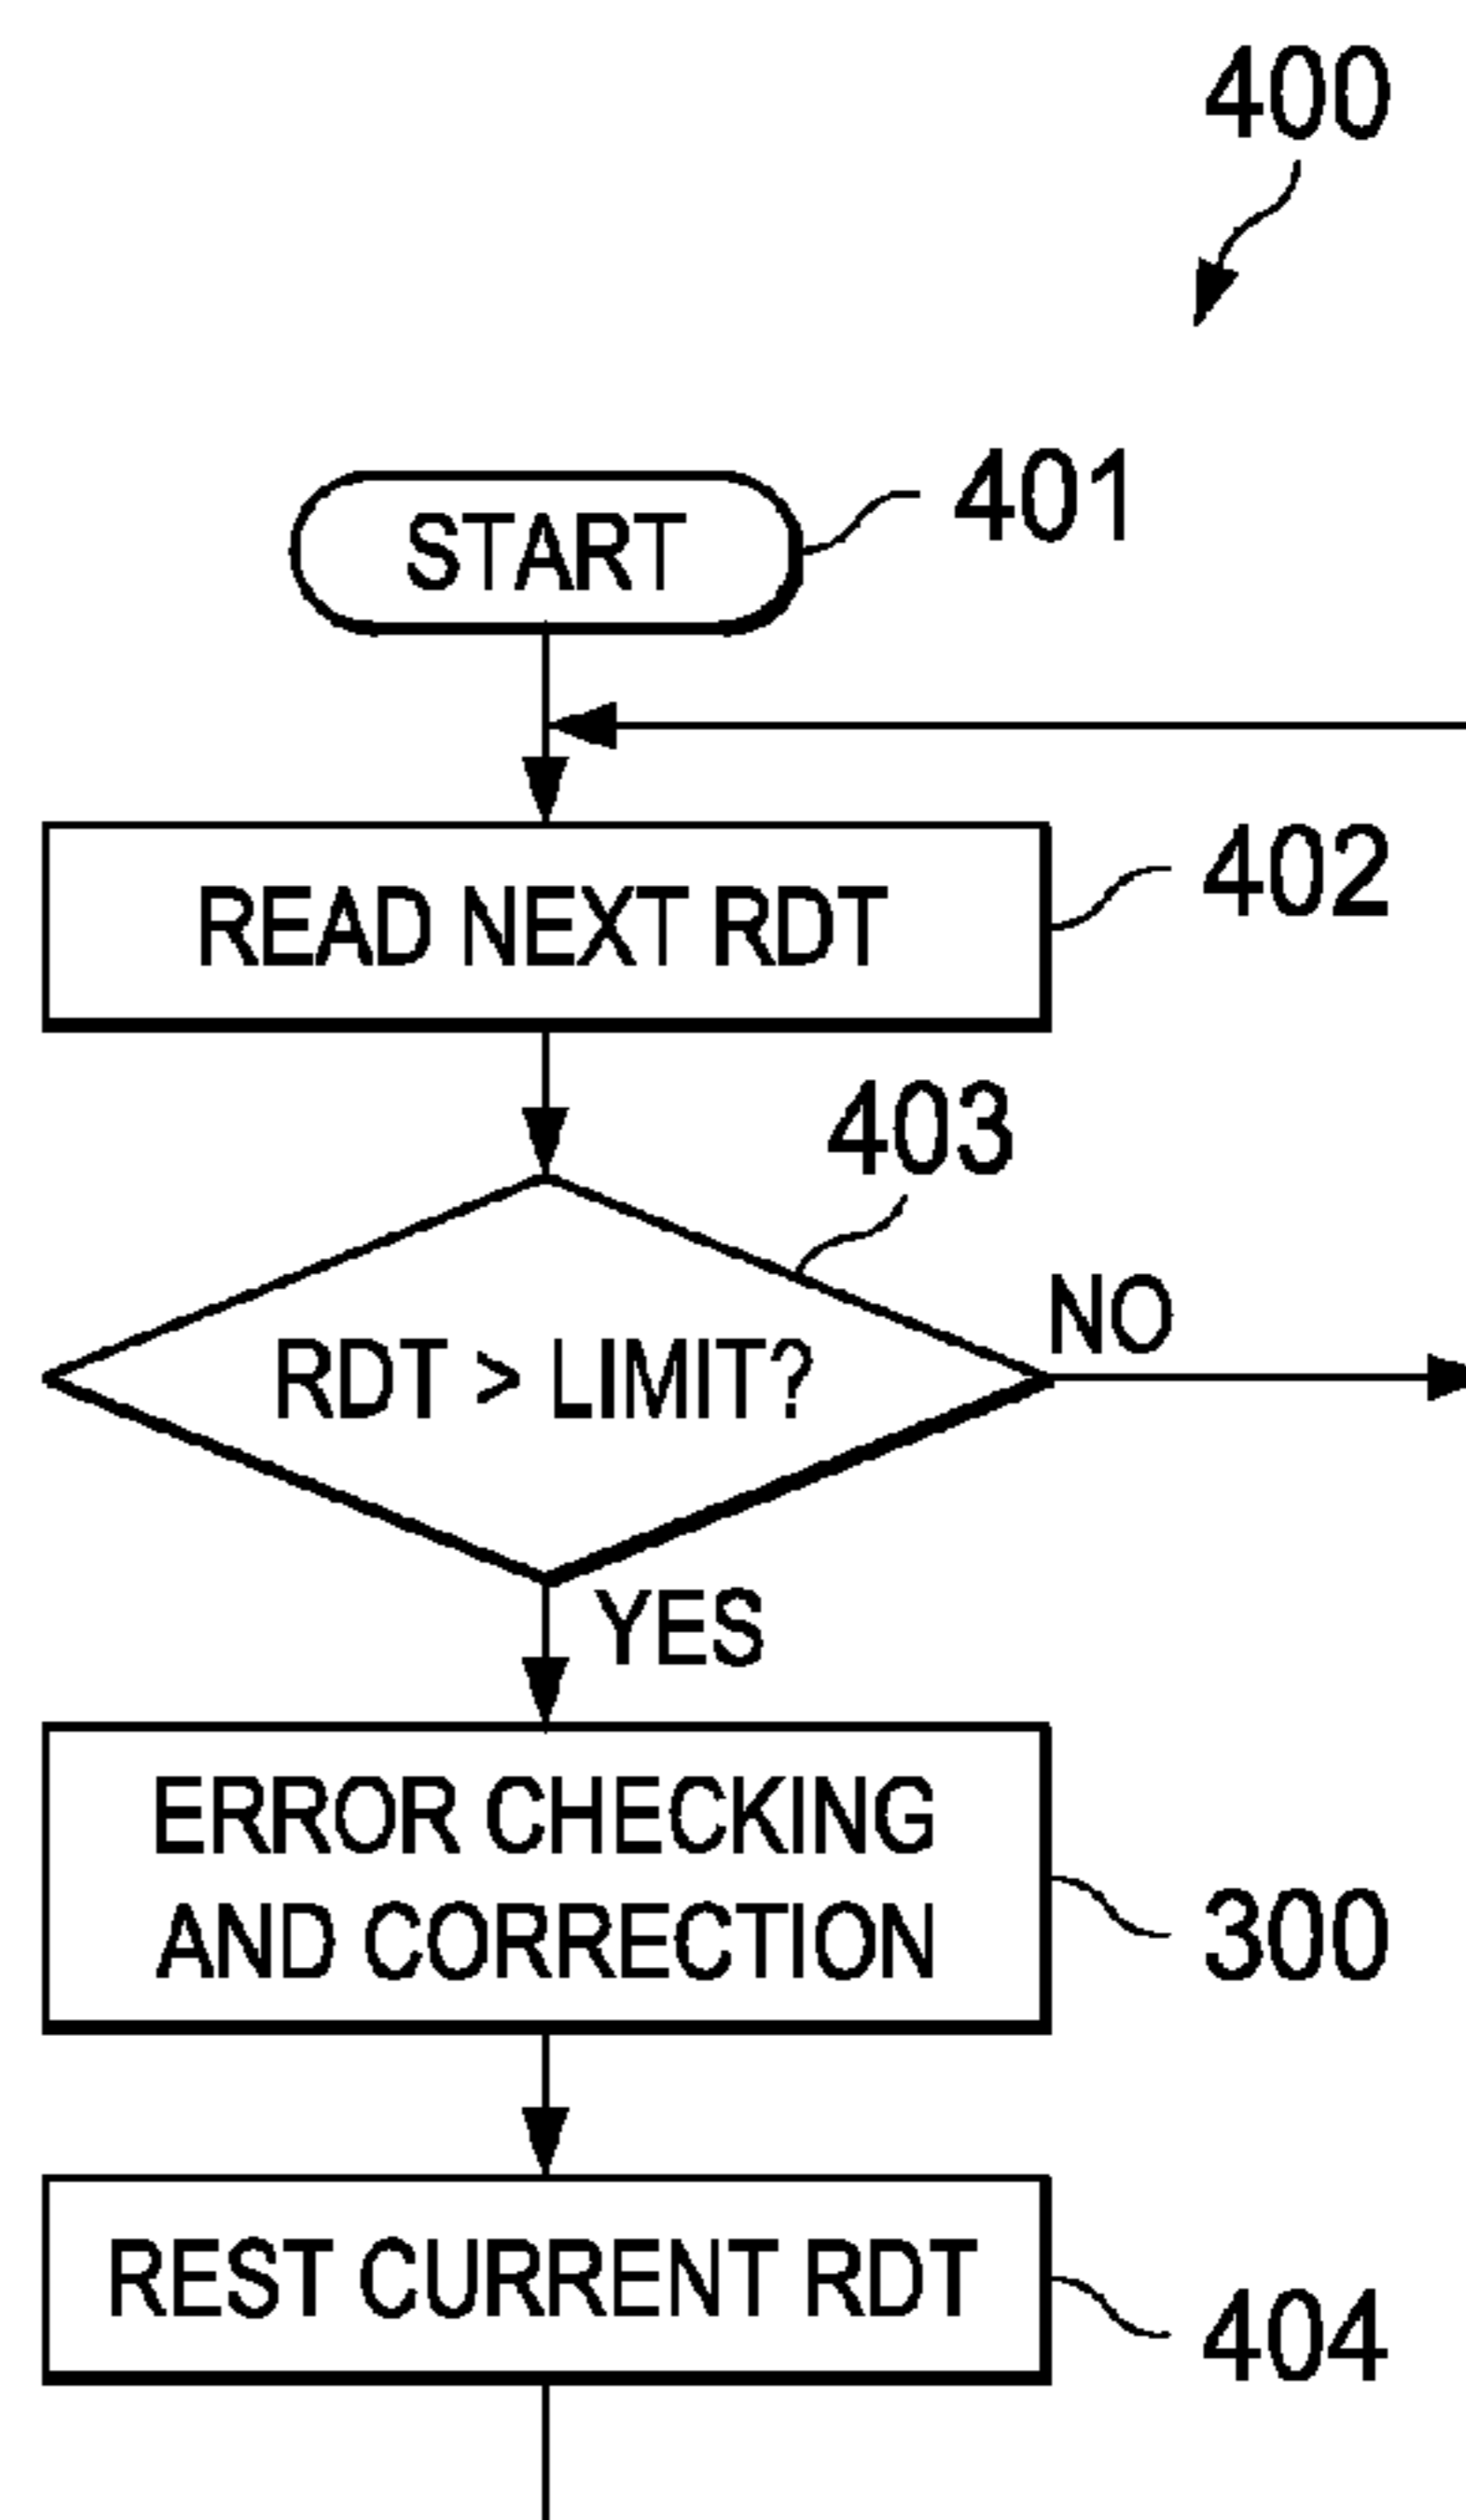 400
START
401
READ NEXT RDT
402
403
RDT > LIMIT?
NO
YES
ERROR CHECKING
AND CORRECTION
300
REST CURRENT RDT
404